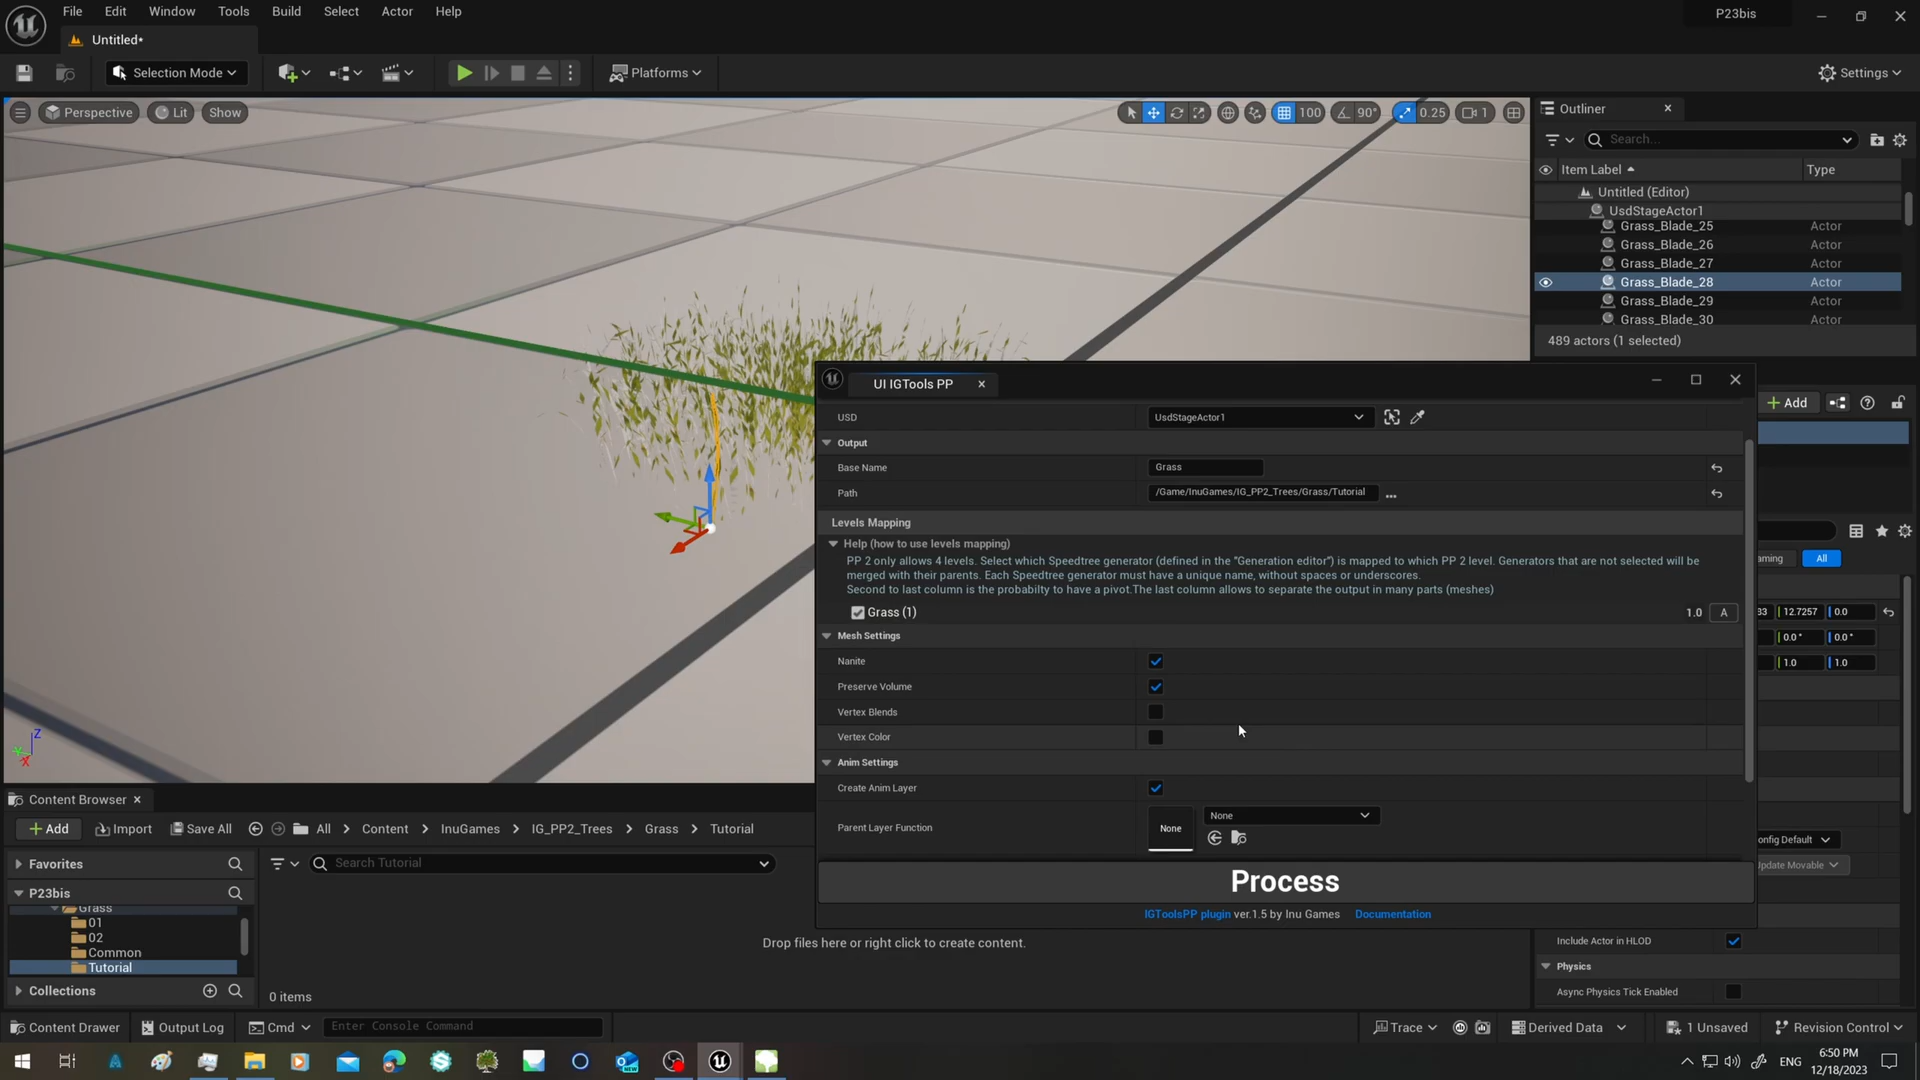 File Edit Window Tools Build Select Actor Help
P23bis
Untitled*
Selection Mode
Platforms
Settings
Perspective
Lit
Show
100
90°
0.25
1
Outliner
Search...
Item Label
Type
Untitled (Editor)
UsdStageActor1
Grass_Blade_25 Actor
Grass_Blade_26 Actor
Grass_Blade_27 Actor
Grass_Blade_28 Actor
Grass_Blade_29 Actor
Grass_Blade_30 Actor
489 actors (1 selected)
UI IGTools PP
USD UsdStageActor1
Output
Base Name Grass
Path /Game/InuGames/IG_PP2_Trees/Grass/Tutorial ...
Levels Mapping
Help (how to use levels mapping)
PP 2 only allows 4 levels. Select which Speedtree generator (defined in the "Generation editor") is mapped to which PP 2 level. Generators that are not selected will be
merged with their parents. Each Speedtree generator must have a unique name, without spaces or underscores.
Second to last column is the probabilty to have a pivot.The last column allows to separate the output in many parts (meshes)
Grass (1) 1.0 A
Mesh Settings
Nanite
Preserve Volume
Vertex Blends
Vertex Color
Anim Settings
Create Anim Layer
Parent Layer Function None None
Process
IGToolsPP plugin ver.1.5 by Inu Games Documentation
Add
All
12.7257 0.0
0.0° 0.0°
1.0 1.0
Include Actor in HLOD
Physics
Async Physics Tick Enabled
Z
X
Content Browser
Add Import Save All All Content InuGames IG_PP2_Trees Grass Tutorial
Favorites
Search Tutorial
P23bis
Grass
01
02
Common
Tutorial
Drop files here or right click to create content.
Collections
0 items
Content Drawer Output Log Cmd Enter Console Command Trace Derived Data 1 Unsaved Revision Control
ENG
6:50 PM
12/18/2023